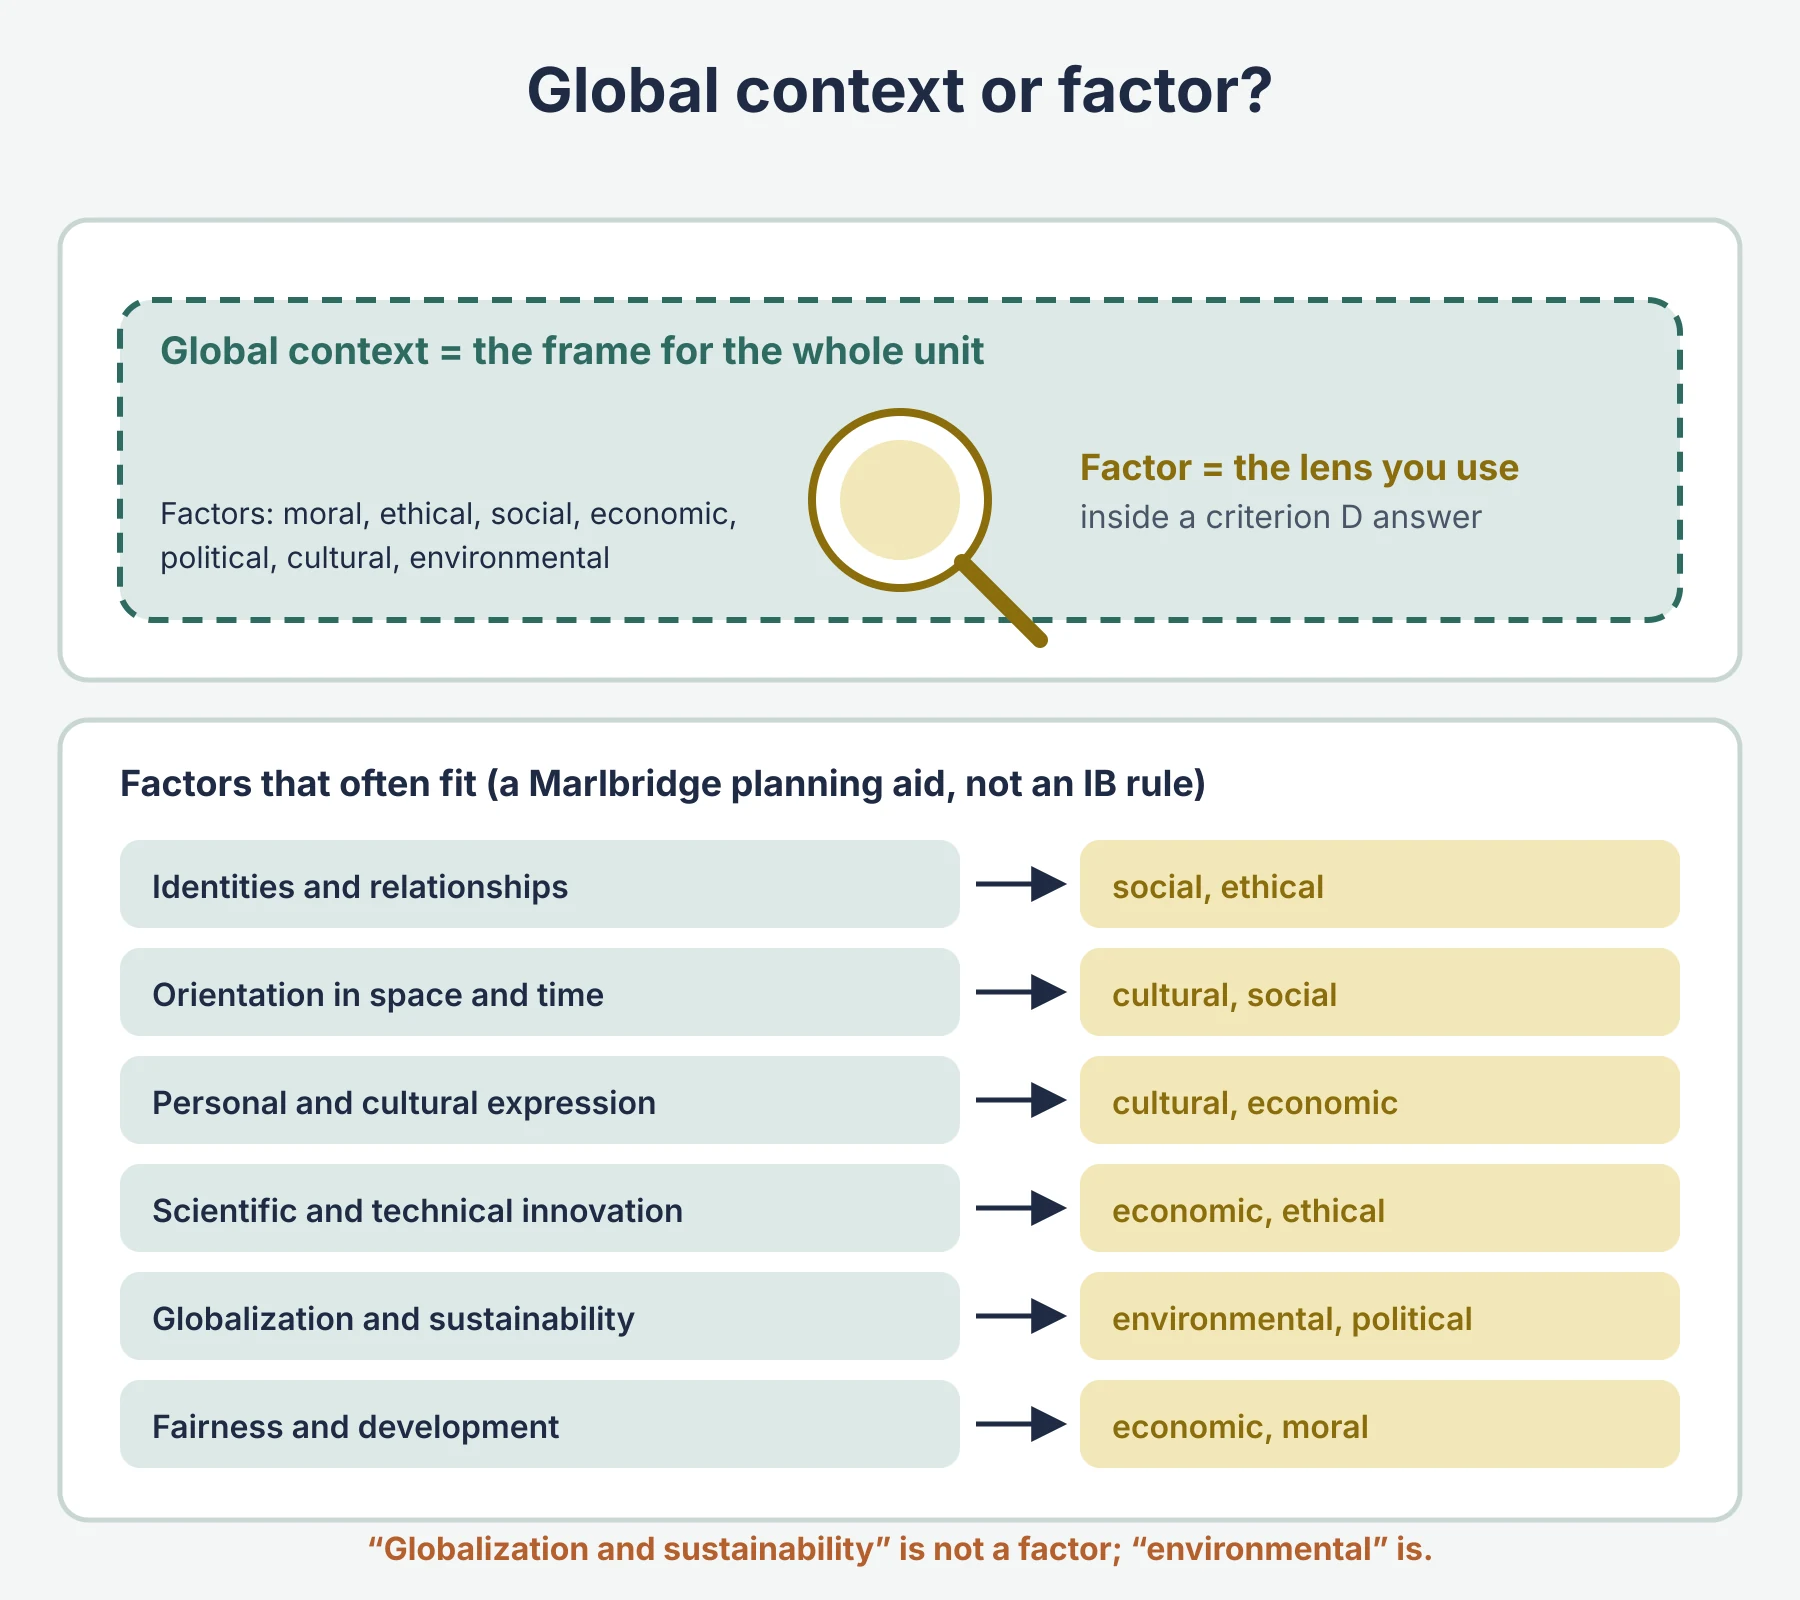 Global context or factor?
Global context = the frame for the whole unit
Factors: moral, ethical, social, economic,
political, cultural, environmental
Factor = the lens you use
inside a criterion D answer
Factors that often fit (a Marlbridge planning aid, not an IB rule)
Identities and relationships
social, ethical
Orientation in space and time
cultural, social
Personal and cultural expression
cultural, economic
Scientific and technical innovation
economic, ethical
Globalization and sustainability
environmental, political
Fairness and development
economic, moral
“Globalization and sustainability” is not a factor; “environmental” is.